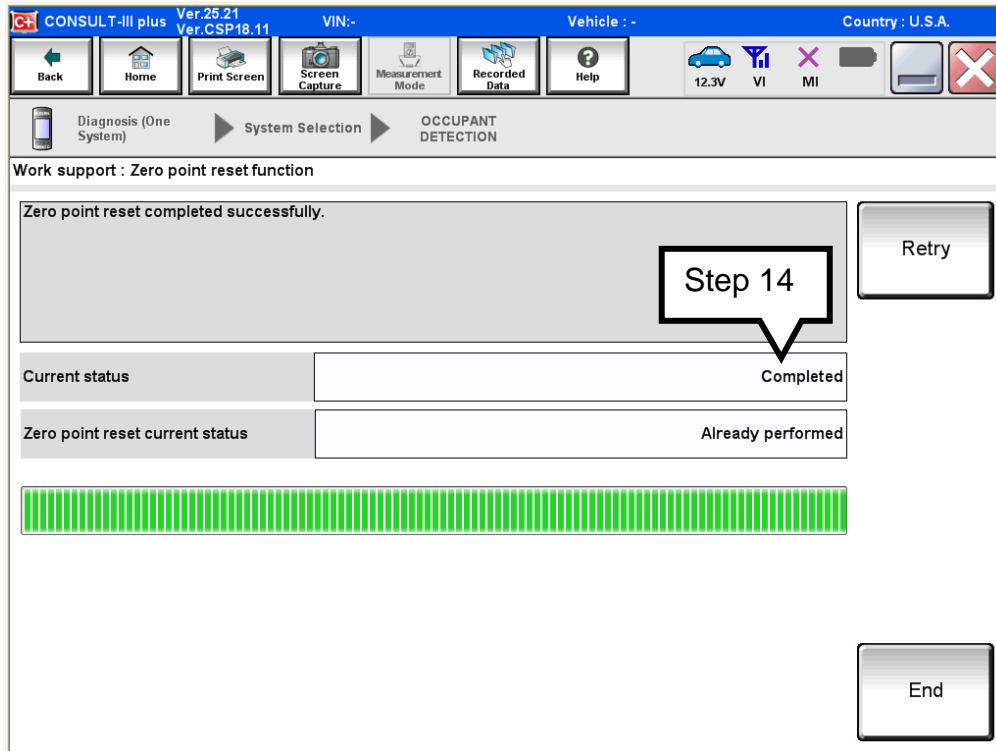 C+ CONSULT-III plus Ver.25.21 VIN:- Vehicle : - Country : U.S.A.
Ver.CSP18.11
Back Home Print Screen Screen Capture Measurement Mode Recorded Data Help 12.3V VI MI
Diagnosis (One System) System Selection OCCUPANT DETECTION
Work support : Zero point reset function
Zero point reset completed successfully.
Retry
Step 14
Current status Completed
Zero point reset current status Already performed
End